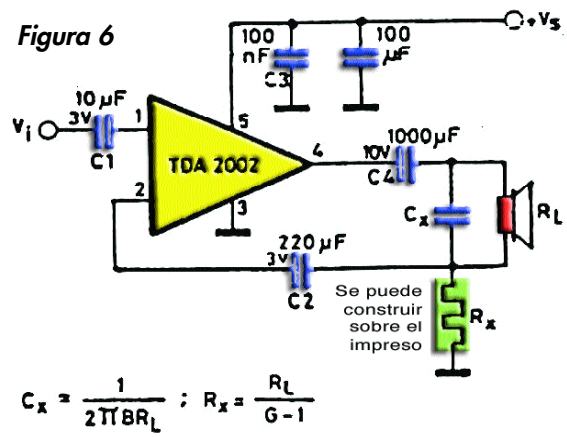 Figura 6
+Vs
100 nF
C3
100 µF
10µF
3V
C1
Vi
1
5
TDA 2002
4
2
3
1000µF
10V
C4
Cx
RL
220µF
3V
C2
Se puede
construir
sobre el
impreso
Rx
Cx = 1 / 2πBRL ; Rx = RL / G-1